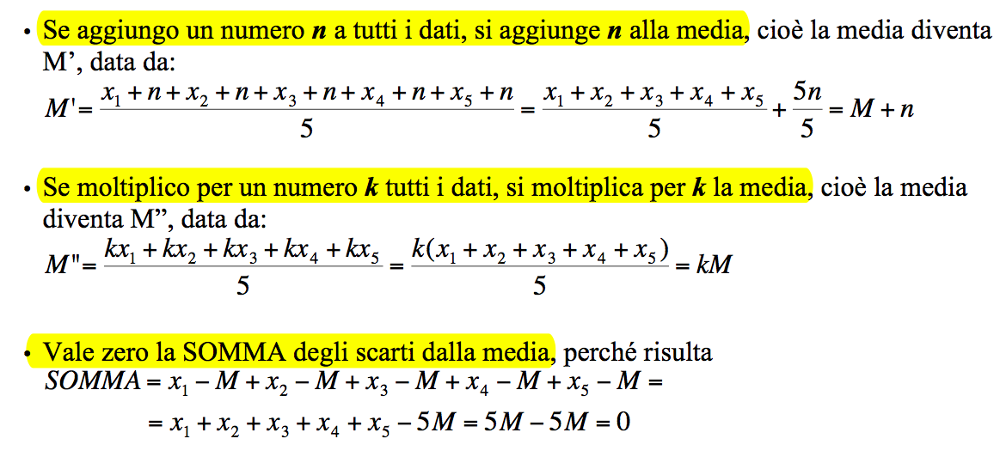 • Se aggiungo un numero n a tutti i dati, si aggiunge n alla media, cioè la media diventa
M’, data da:
M'= (x₁ + n + x₂ + n + x₃ + n + x₄ + n + x₅ + n)/5 = (x₁ + x₂ + x₃ + x₄ + x₅)/5 + 5n/5 = M + n
• Se moltiplico per un numero k tutti i dati, si moltiplica per k la media, cioè la media
diventa M”, data da:
M"= (kx₁ + kx₂ + kx₃ + kx₄ + kx₅)/5 = k(x₁ + x₂ + x₃ + x₄ + x₅)/5 = kM
• Vale zero la SOMMA degli scarti dalla media, perché risulta
SOMMA = x₁ − M + x₂ − M + x₃ − M + x₄ − M + x₅ − M =
= x₁ + x₂ + x₃ + x₄ + x₅ − 5M = 5M − 5M = 0